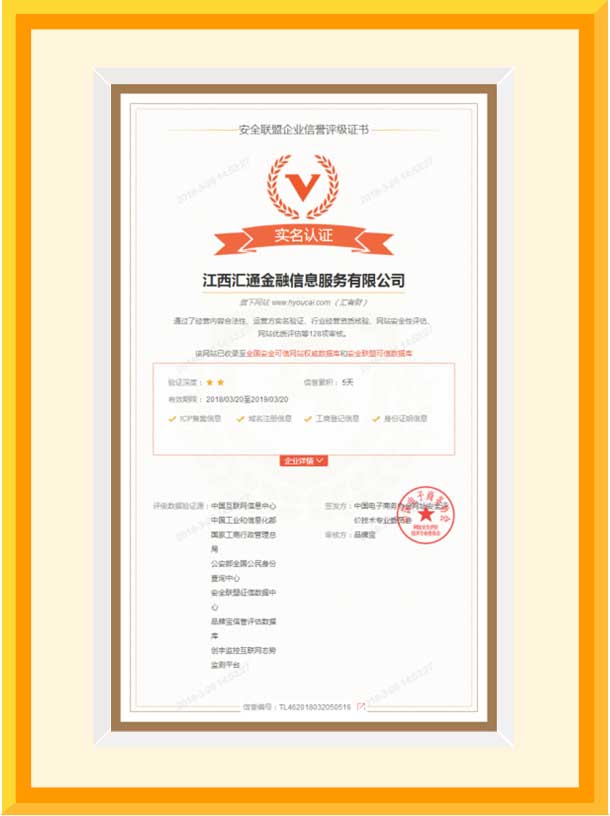 安全联盟企业信誉评级证书
V
实名认证
江西汇通金融信息服务有限公司
旗下网站 www.hyoucai.com（汇有财）
通过了经营内容合法性、运营方实名验证、行业经营资质核验、网站安全性评估、
网站优质评估等128项审核。
该网站已收录至全国安全可信网站权威数据库和安全联盟可信数据库
验证深度：★ ★ 信誉累积： 5天
有效期限： 2018/03/20至2019/03/20
ICP备案信息 域名注册信息 工商登记信息 身份证明信息
企业详情
评级数据验证源：中国互联网信息中心
中国工业和信息化部
国家工商行政管理总
局
公安部全国公民身份
查询中心
安全联盟征信数据中
心
品牌宝信誉评估数据
库
创宇监控互联网态势
监测平台
签发方：中国电子商务协会网站安全评
价技术专业委员会
审核方：品牌宝
信誉编号：TL462018032050516